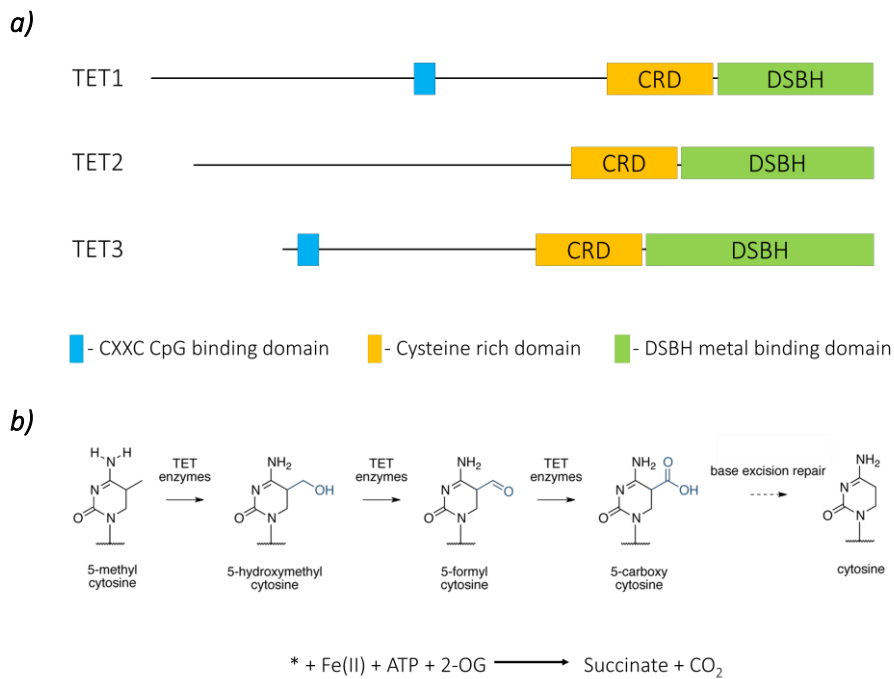 a)
TET1 CRD DSBH
TET2 CRD DSBH
TET3 CRD DSBH
- CXXC CpG binding domain - Cysteine rich domain - DSBH metal binding domain
b)
H H
N NH₂ NH₂ NH₂ O NH₂
TET enzymes TET enzymes TET enzymes base excision repair
N OH N O N OH N
N
O N O N O N O N O N
5-methyl cytosine 5-hydroxymethyl cytosine 5-formyl cytosine 5-carboxy cytosine cytosine
* + Fe(II) + ATP + 2-OG ⟶ Succinate + CO₂